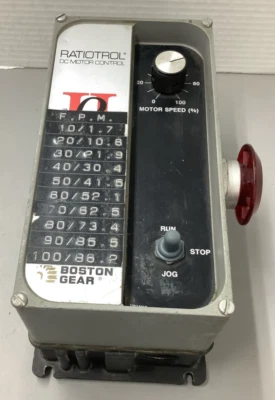 RATIOTROL®
DC MOTOR CONTROL
II
F. P. M.
10/1.7
20/10.6
30/21.9
40/30.4
50/41.5
60/52.1
70/62.5
80/73.4
90/85.5
100/86.2
BOSTON
GEAR®
20 80
0 100
MOTOR SPEED (%)
RUN
STOP
JOG